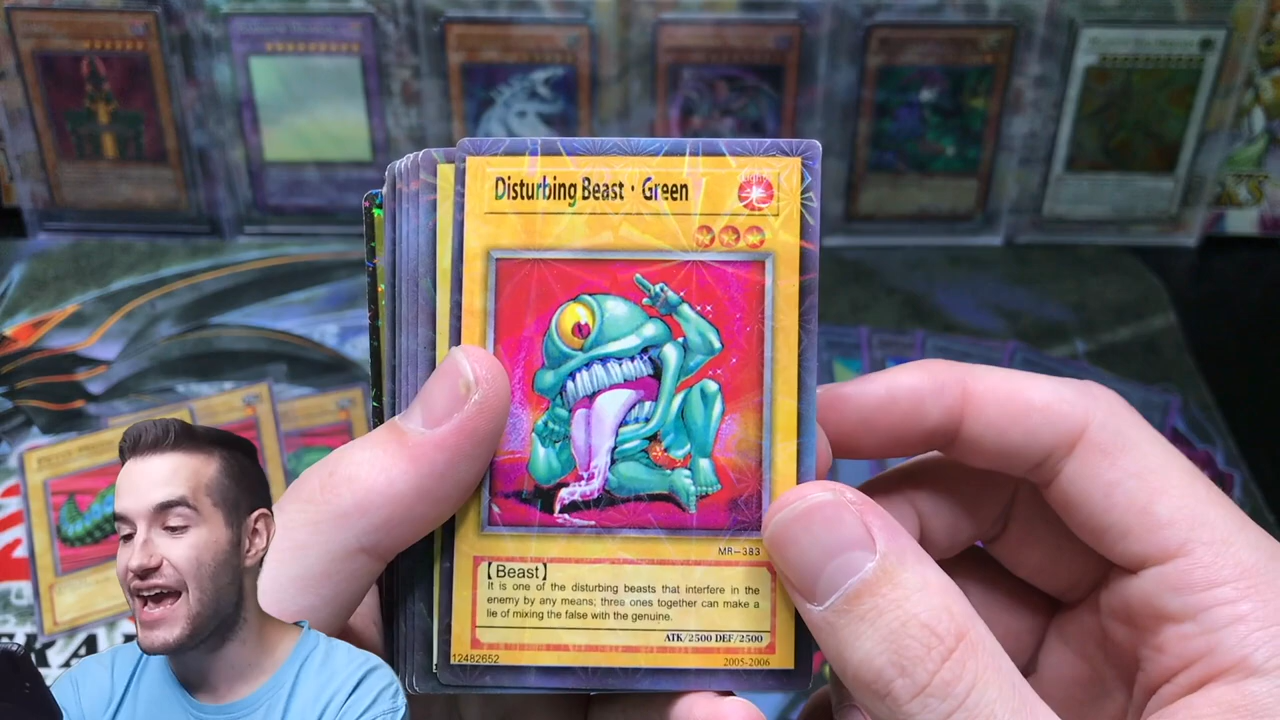 Disturbing Beast · Green
Light
MR-383
【Beast】
It is one of the disturbing beasts that interfere in the
enemy by any means; three ones together can make a
lie of mixing the false with the genuine.
ATK/2500 DEF/2500
12482652
2005-2006